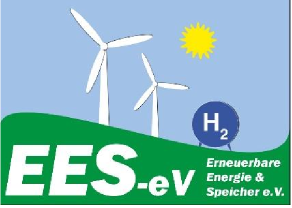 H2
EES-eV
Erneuerbare
Energie &
Speicher e.V.